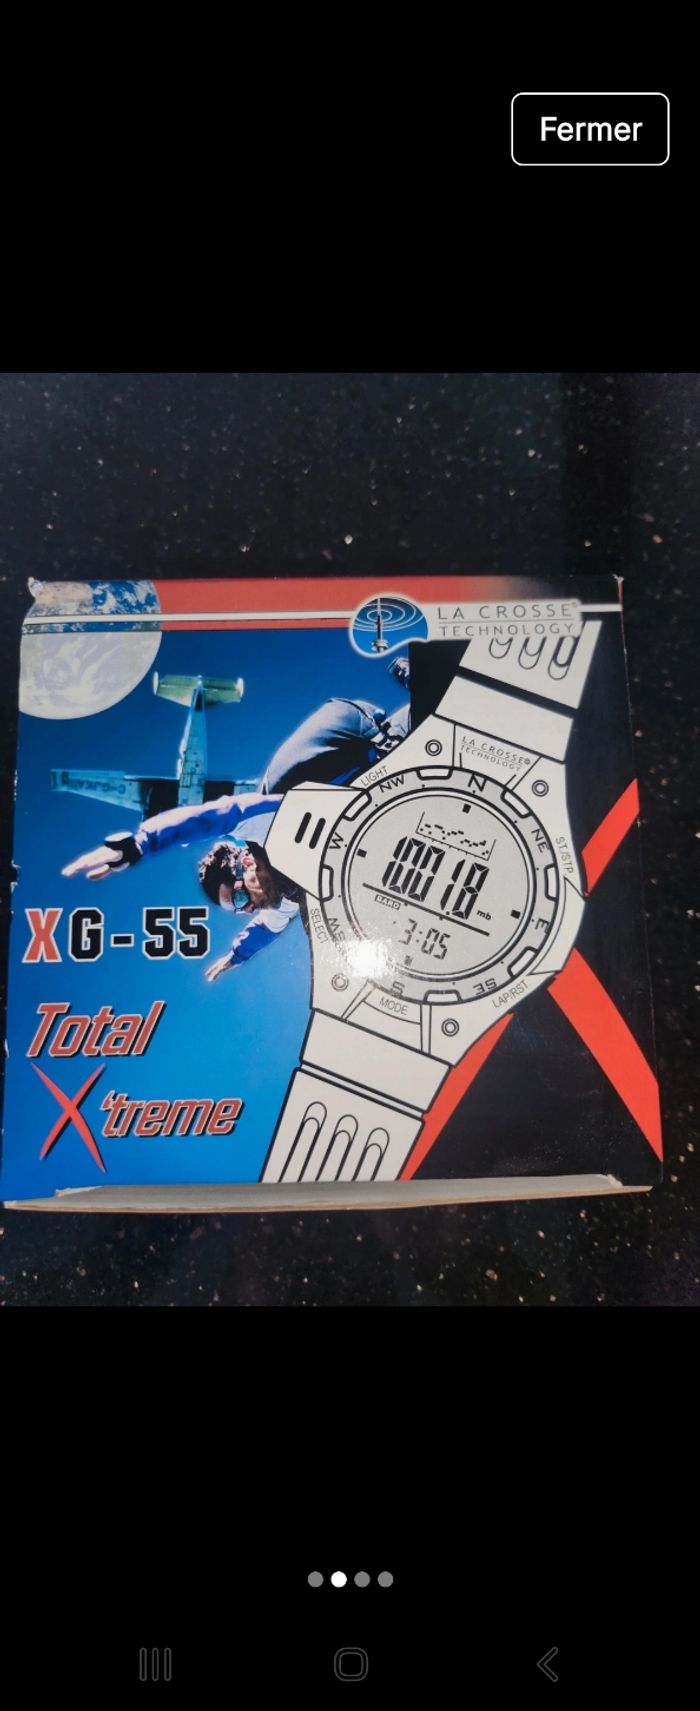 Fermer
LA CROSSE®
TECHNOLOGY
LA CROSSE®
TECHNOLOGY
LIGHT
NW
N
NE
W
ST./STP.
1001.8 mb
BARO
E
SELECT
3:05
SE
S
LAP/RST.
MODE
XG-55
Total
X'treme